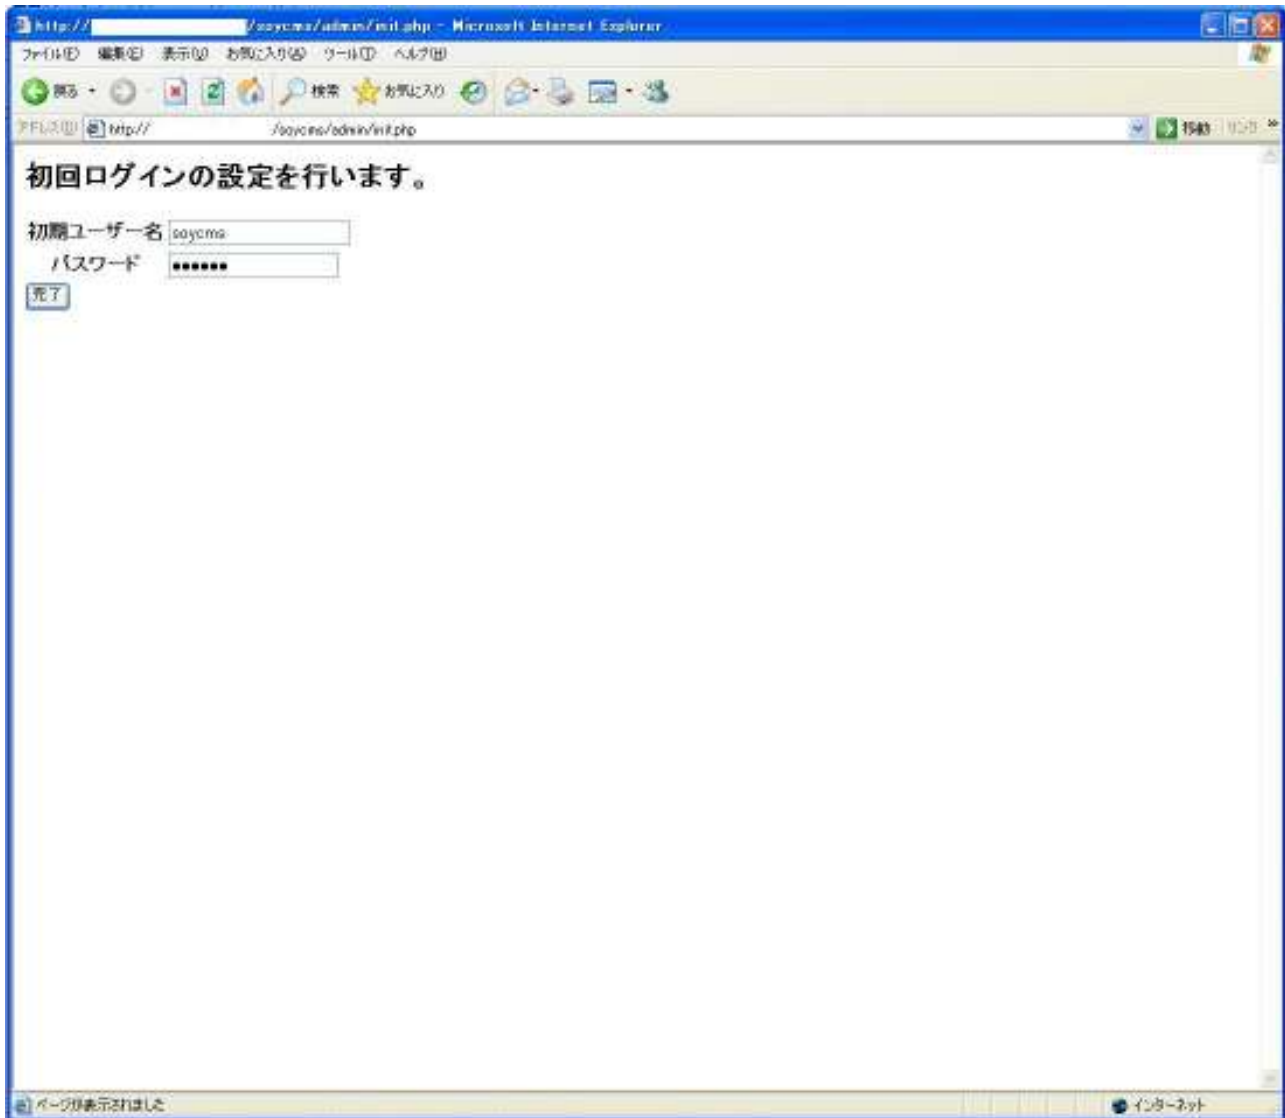 http:// /soycms/admin/init.php - Microsoft Internet Explorer
ファイル(F) 編集(E) 表示(V) お気に入り(A) ツール(T) ヘルプ(H)
戻る 検索 お気に入り
アドレス(D) http:// /soycms/admin/init.php 移動 リンク »
初回ログインの設定を行います。
初期ユーザー名 soycms
パスワード ●●●●●●
完了
ページが表示されました インターネット